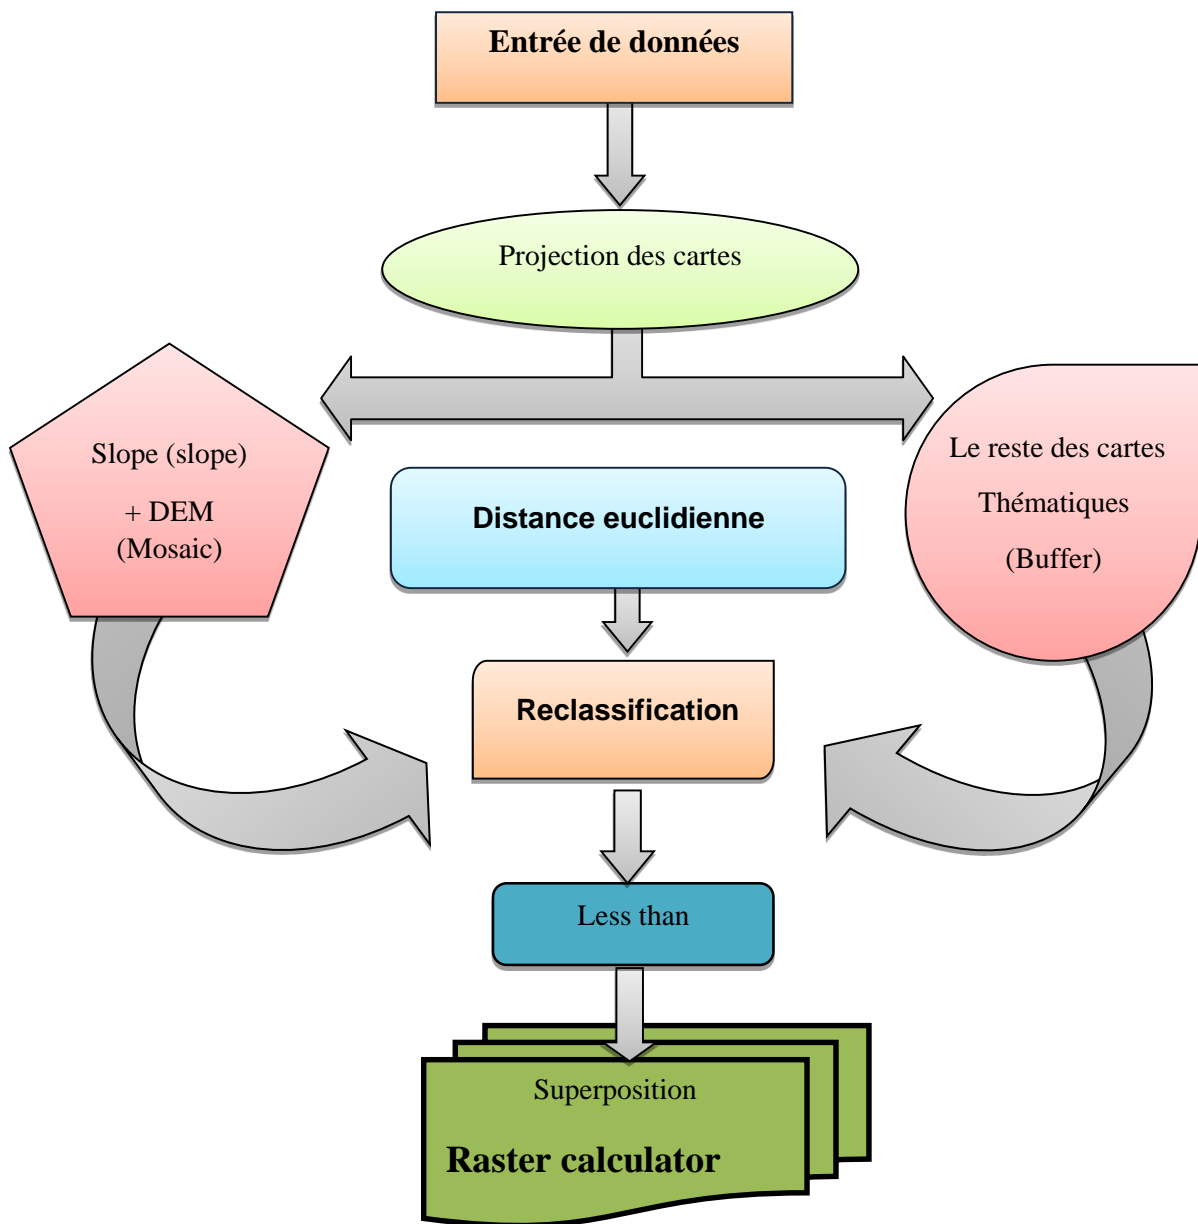 Entrée de données
Projection des cartes
Slope (slope)
+ DEM
(Mosaic)
Distance euclidienne
Le reste des cartes
Thématiques
(Buffer)
Reclassification
Less than
Superposition
Raster calculator